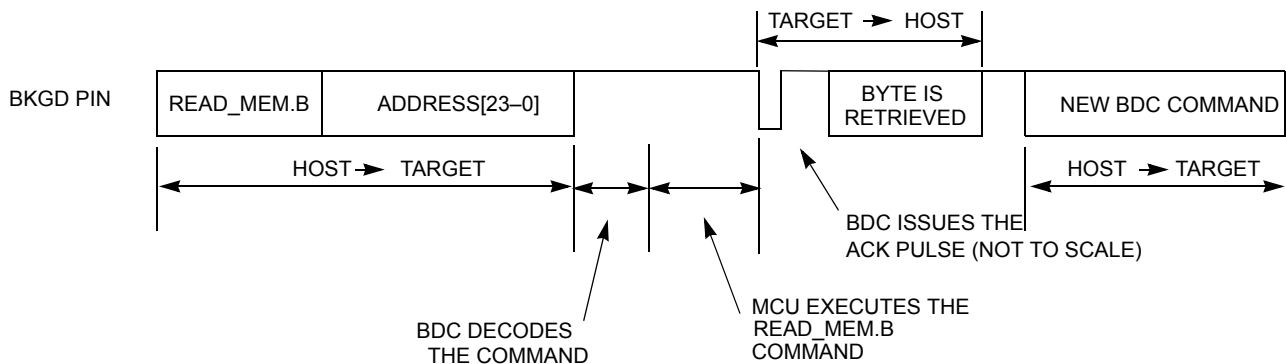 TARGET → HOST
BKGD PIN
READ_MEM.B
ADDRESS[23–0]
BYTE IS
RETRIEVED
NEW BDC COMMAND
HOST → TARGET
HOST → TARGET
BDC ISSUES THE
ACK PULSE (NOT TO SCALE)
BDC DECODES
THE COMMAND
MCU EXECUTES THE
READ_MEM.B
COMMAND